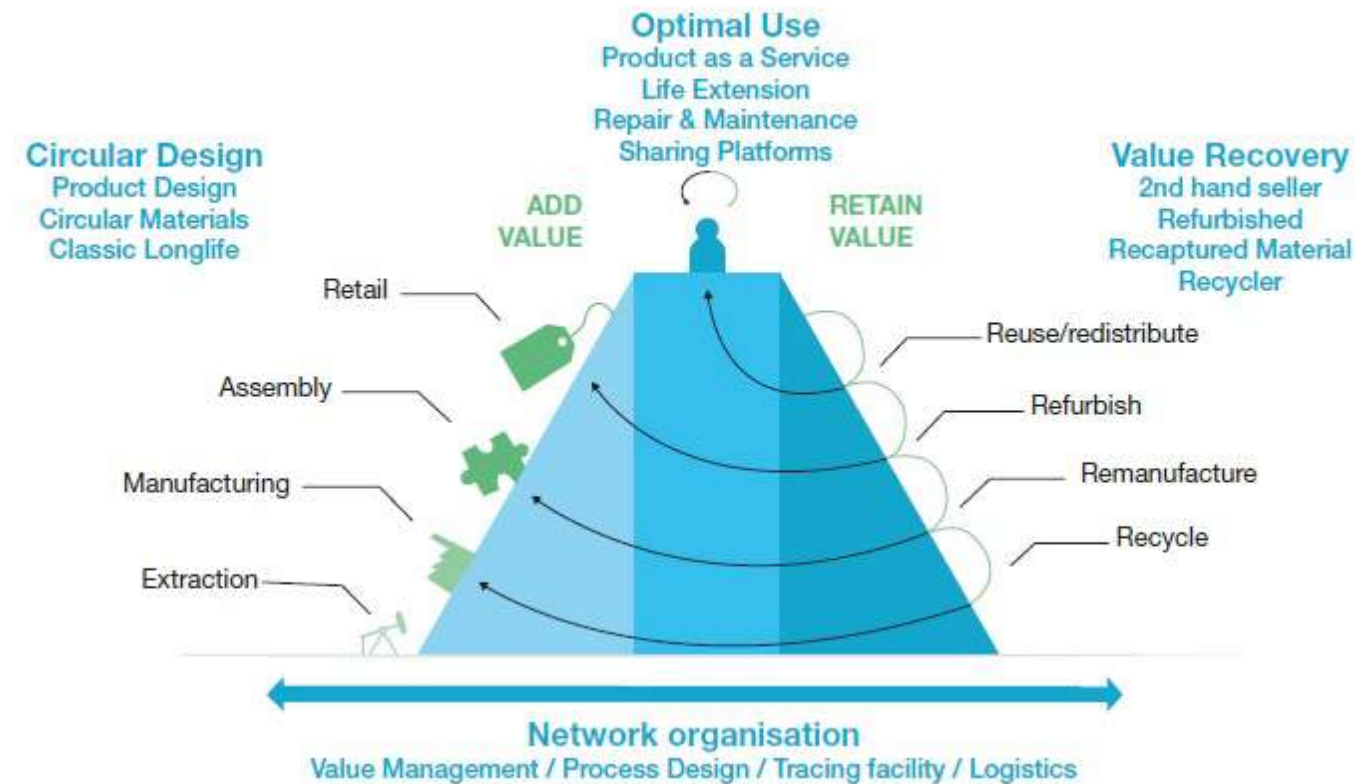 Optimal Use
Product as a Service
Life Extension
Repair & Maintenance
Sharing Platforms
Circular Design
Product Design
Circular Materials
Classic Longlife
Value Recovery
2nd hand seller
Refurbished
Recaptured Material
Recycler
ADD
VALUE
RETAIN
VALUE
Retail
Assembly
Manufacturing
Extraction
Reuse/redistribute
Refurbish
Remanufacture
Recycle
Network organisation
Value Management / Process Design / Tracing facility / Logistics